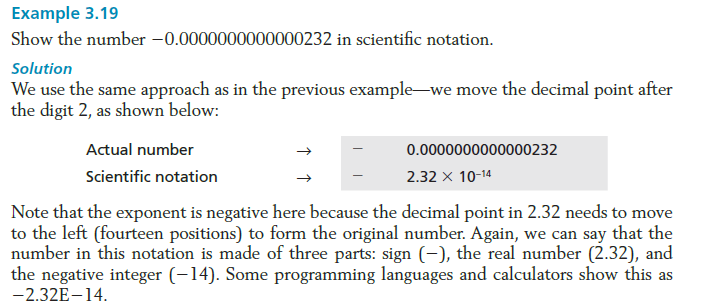 Example 3.19
Show the number −0.0000000000000232 in scientific notation.
Solution
We use the same approach as in the previous example—we move the decimal point after
the digit 2, as shown below:
Actual number → − 0.0000000000000232
Scientific notation → − 2.32 × 10⁻¹⁴
Note that the exponent is negative here because the decimal point in 2.32 needs to move
to the left (fourteen positions) to form the original number. Again, we can say that the
number in this notation is made of three parts: sign (−), the real number (2.32), and
the negative integer (−14). Some programming languages and calculators show this as
−2.32E−14.